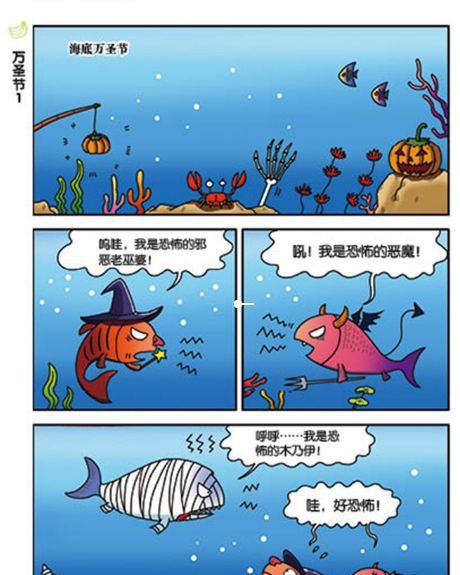 万圣节1
海底万圣节
呜哇，我是恐怖的邪
恶老巫婆！
吼！我是恐怖的恶魔！
呼呼……我是恐
怖的木乃伊！
哇，好恐怖！